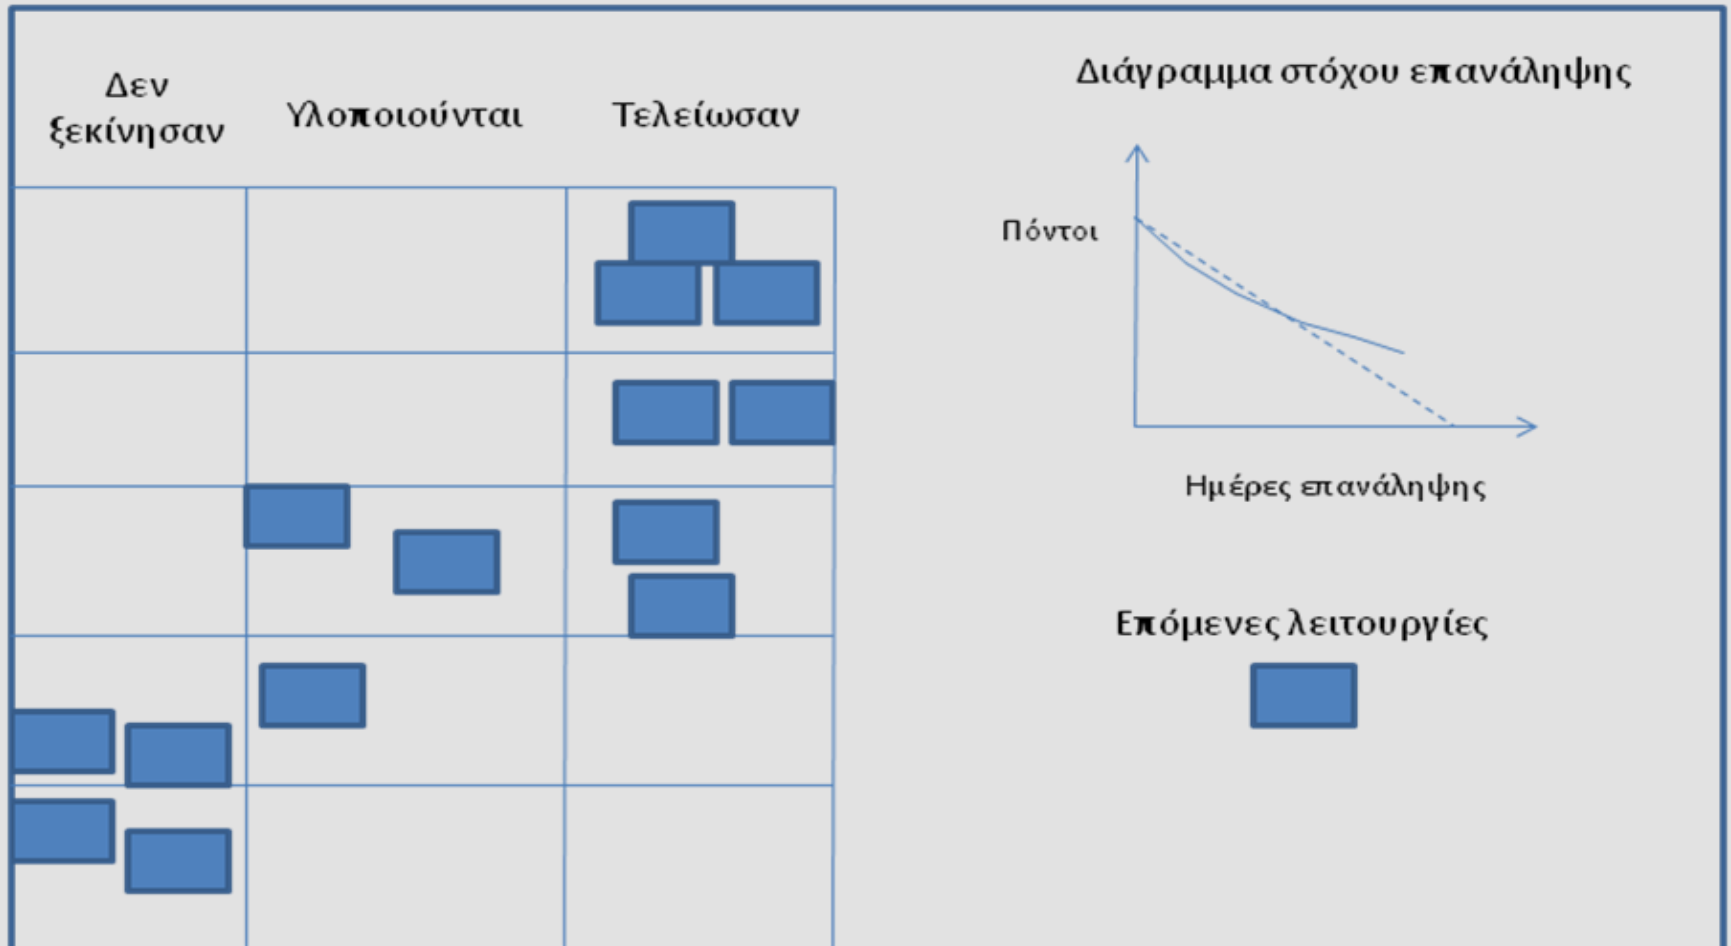 Δεν
ξεκίνησαν
Υλοποιούνται
Τελείωσαν
Διάγραμμα στόχου επανάληψης
Πόντοι
Ημέρες επανάληψης
Επόμενες λειτουργίες